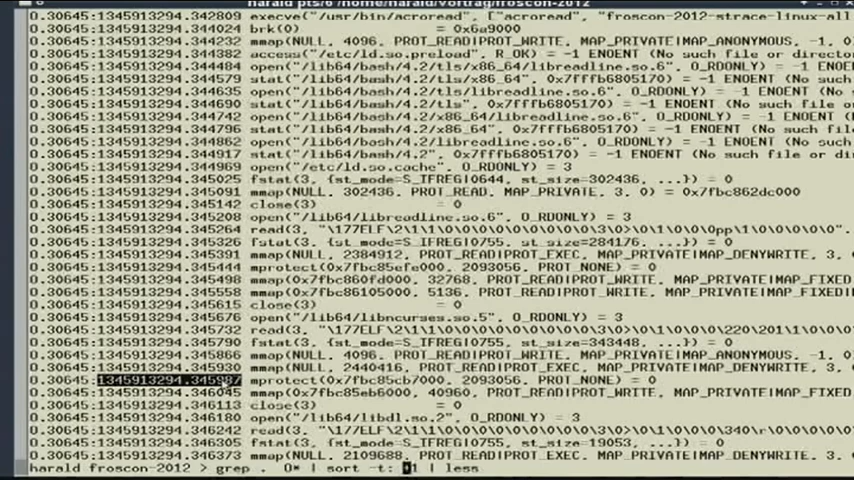 harald pts/6 /home/harald/vortrag/froscon-2012
0.30645:1345913294.342809 execve("/usr/bin/acroread", ["acroread", "froscon-2012-strace-linux-all
0.30645:1345913294.344024 brk(0) = 0x6a9000
0.30645:1345913294.344237 mmap(NULL, 4096, PROT_READ|PROT_WRITE, MAP_PRIVATE|MAP_ANONYMOUS, -1, 0)
0.30645:1345913294.344382 access("/etc/ld.so.preload", R_OK) = -1 ENOENT (No such file or director
0.30645:1345913294.344484 open("/lib64/bash/4.2/tls/x86_64/libreadline.so.6", O_RDONLY) = -1 ENOENT
0.30645:1345913294.344579 stat("/lib64/bash/4.2/tls/x86_64", 0x7fffb6805170) = -1 ENOENT (No such f
0.30645:1345913294.344635 open("/lib64/bash/4.2/tls/libreadline.so.6", O_RDONLY) = -1 ENOENT (No su
0.30645:1345913294.344690 stat("/lib64/bash/4.2/tls", 0x7fffb6805170) = -1 ENOENT (No such file or
0.30645:1345913294.344742 open("/lib64/bash/4.2/x86_64/libreadline.so.6", O_RDONLY) = -1 ENOENT (No
0.30645:1345913294.344796 stat("/lib64/bash/4.2/x86_64", 0x7fffb6805170) = -1 ENOENT (No such file
0.30645:1345913294.344862 open("/lib64/bash/4.2/libreadline.so.6", O_RDONLY) = -1 ENOENT (No such f
0.30645:1345913294.344917 stat("/lib64/bash/4.2", 0x7fffb6805170) = -1 ENOENT (No such file or dir
0.30645:1345913294.344969 open("/etc/ld.so.cache", O_RDONLY) = 3
0.30645:1345913294.345025 fstat(3, {st_mode=S_IFREG|0644, st_size=302436, ...}) = 0
0.30645:1345913294.345091 mmap(NULL, 302436, PROT_READ, MAP_PRIVATE, 3, 0) = 0x7fbc862dc000
0.30645:1345913294.345142 close(3) = 0
0.30645:1345913294.345208 open("/lib64/libreadline.so.6", O_RDONLY) = 3
0.30645:1345913294.345264 read(3, "\177ELF\2\1\1\0\0\0\0\0\0\0\0\0\3\0>\0\1\0\0\0pp\1\0\0\0\0\0"
0.30645:1345913294.345326 fstat(3, {st_mode=S_IFREG|0755, st_size=284176, ...}) = 0
0.30645:1345913294.345391 mmap(NULL, 2384912, PROT_READ|PROT_EXEC, MAP_PRIVATE|MAP_DENYWRITE, 3,
0.30645:1345913294.345444 mprotect(0x7fbc85efe000, 2093056, PROT_NONE) = 0
0.30645:1345913294.345498 mmap(0x7fbc860fd000, 32768, PROT_READ|PROT_WRITE, MAP_PRIVATE|MAP_FIXED
0.30645:1345913294.345558 mmap(0x7fbc86105000, 5136, PROT_READ|PROT_WRITE, MAP_PRIVATE|MAP_FIXED|
0.30645:1345913294.345615 close(3) = 0
0.30645:1345913294.345676 open("/lib64/libncurses.so.5", O_RDONLY) = 3
0.30645:1345913294.345732 read(3, "\177ELF\2\1\1\0\0\0\0\0\0\0\0\0\3\0>\0\1\0\0\0\220\201\1\0\0\0
0.30645:1345913294.345790 fstat(3, {st_mode=S_IFREG|0755, st_size=343448, ...}) = 0
0.30645:1345913294.345866 mmap(NULL, 4096, PROT_READ|PROT_WRITE, MAP_PRIVATE|MAP_ANONYMOUS, -1, 0)
0.30645:1345913294.345930 mmap(NULL, 2440416, PROT_READ|PROT_EXEC, MAP_PRIVATE|MAP_DENYWRITE, 3,
0.30645:1345913294.345987 mprotect(0x7fbc85cb7000, 2093056, PROT_NONE) = 0
0.30645:1345913294.346045 mmap(0x7fbc85eb6000, 40960, PROT_READ|PROT_WRITE, MAP_PRIVATE|MAP_FIXED
0.30645:1345913294.346113 close(3) = 0
0.30645:1345913294.346180 open("/lib64/libdl.so.2", O_RDONLY) = 3
0.30645:1345913294.346242 read(3, "\177ELF\2\1\1\0\0\0\0\0\0\0\0\0\3\0>\0\1\0\0\0\340\r\0\0\0\0\0
0.30645:1345913294.346305 fstat(3, {st_mode=S_IFREG|0755, st_size=19053, ...}) = 0
0.30645:1345913294.346373 mmap(NULL, 2109688, PROT_READ|PROT_EXEC, MAP_PRIVATE|MAP_DENYWRITE, 3,
harald froscon-2012 > grep . 0* | sort -t: +1 | less